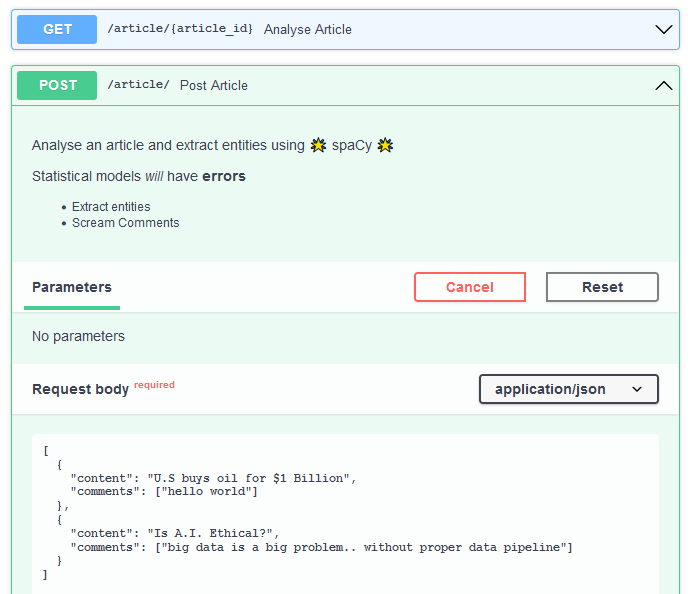 GET /article/{article_id} Analyse Article
POST /article/ Post Article
Analyse an article and extract entities using 💥 spaCy 💥
Statistical models will have errors
• Extract entities
• Scream Comments
Parameters Cancel Reset
No parameters
Request body required application/json
[
  {
    "content": "U.S buys oil for $1 Billion",
    "comments": ["hello world"]
  },
  {
    "content": "Is A.I. Ethical?",
    "comments": ["big data is a big problem.. without proper data pipeline"]
  }
]